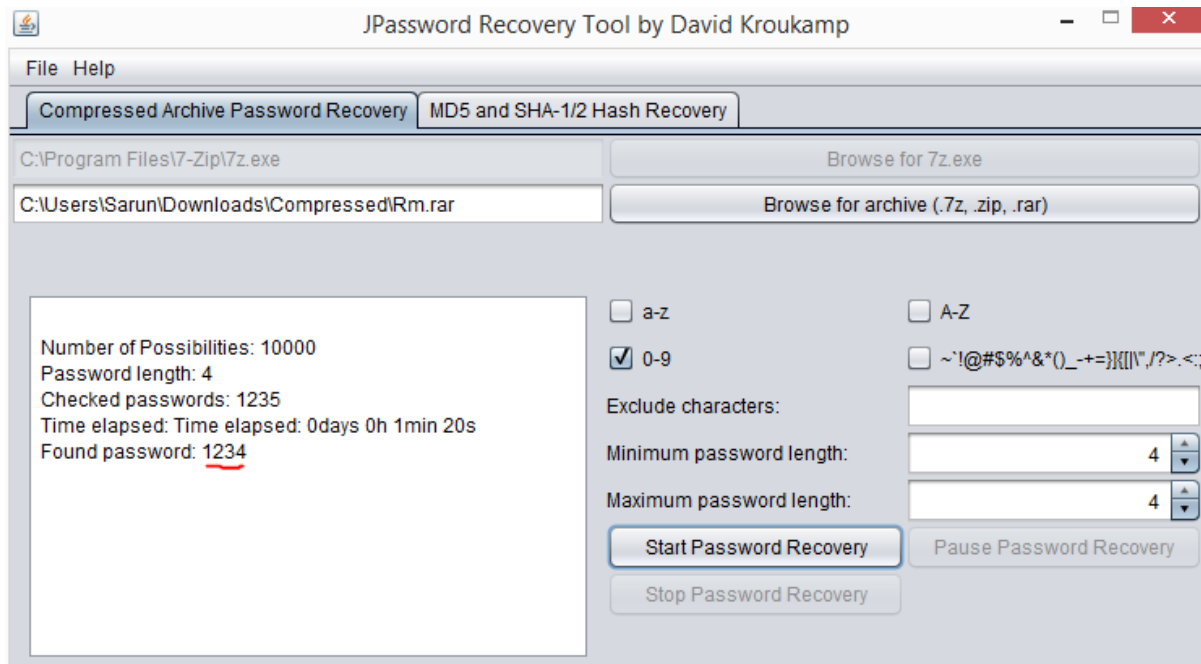 JPassword Recovery Tool by David Kroukamp
File Help
Compressed Archive Password Recovery MD5 and SHA-1/2 Hash Recovery
C:\Program Files\7-Zip\7z.exe Browse for 7z.exe
C:\Users\Sarun\Downloads\Compressed\Rm.rar Browse for archive (.7z, .zip, .rar)
Number of Possibilities: 10000
Password length: 4
Checked passwords: 1235
Time elapsed: Time elapsed: 0days 0h 1min 20s
Found password: 1234
a-z A-Z
0-9 ~`!@#$%^&*()_-+=}]{[|\",/?>.<:;
Exclude characters:
Minimum password length: 4
Maximum password length: 4
Start Password Recovery Pause Password Recovery
Stop Password Recovery